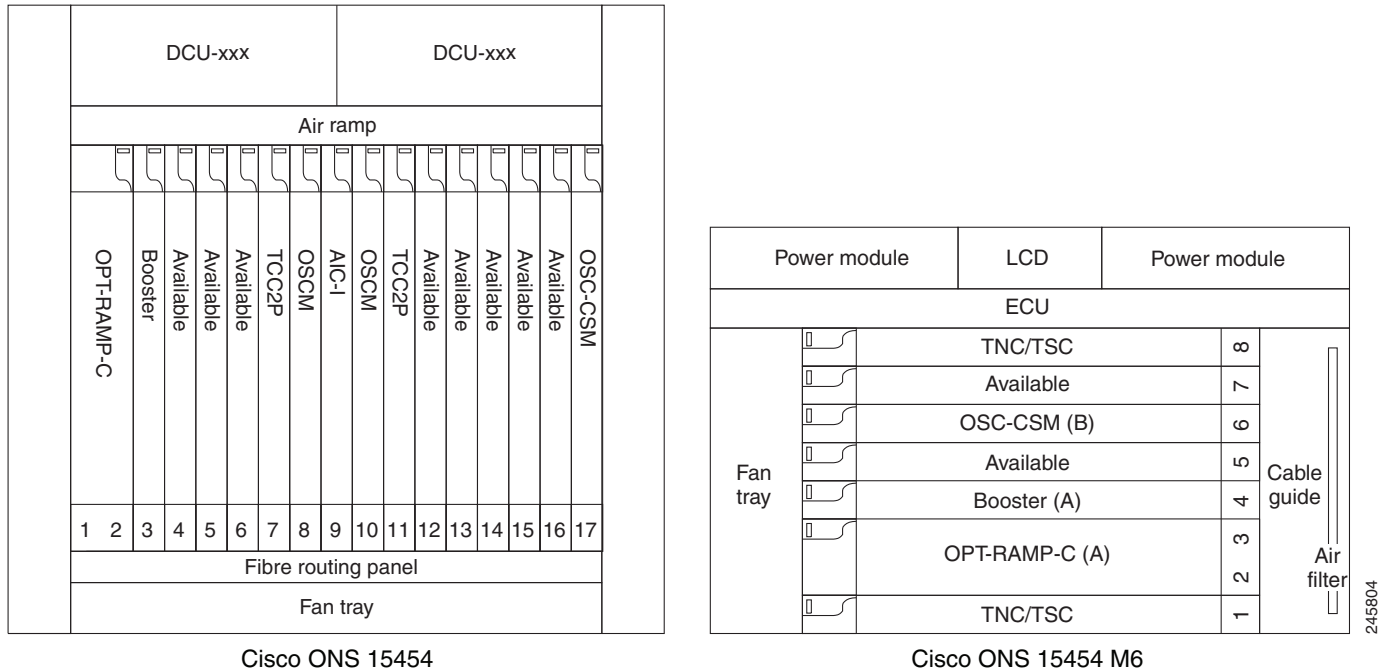 DCU-xxx DCU-xxx
Air ramp
OPT-RAMP-C
Booster
Available
Available
Available
TCC2P
OSCM
AIC-I
OSCM
TCC2P
Available
Available
Available
Available
Available
OSC-CSM
1 2 3 4 5 6 7 8 9 10 11 12 13 14 15 16 17
Fibre routing panel
Fan tray
Cisco ONS 15454
Power module LCD Power module
ECU
TNC/TSC 8
Available 7
OSC-CSM (B) 6
Available 5
Booster (A) 4
OPT-RAMP-C (A) 3
2
TNC/TSC 1
Fan
tray
Cable
guide
Air
filter
245804
Cisco ONS 15454 M6